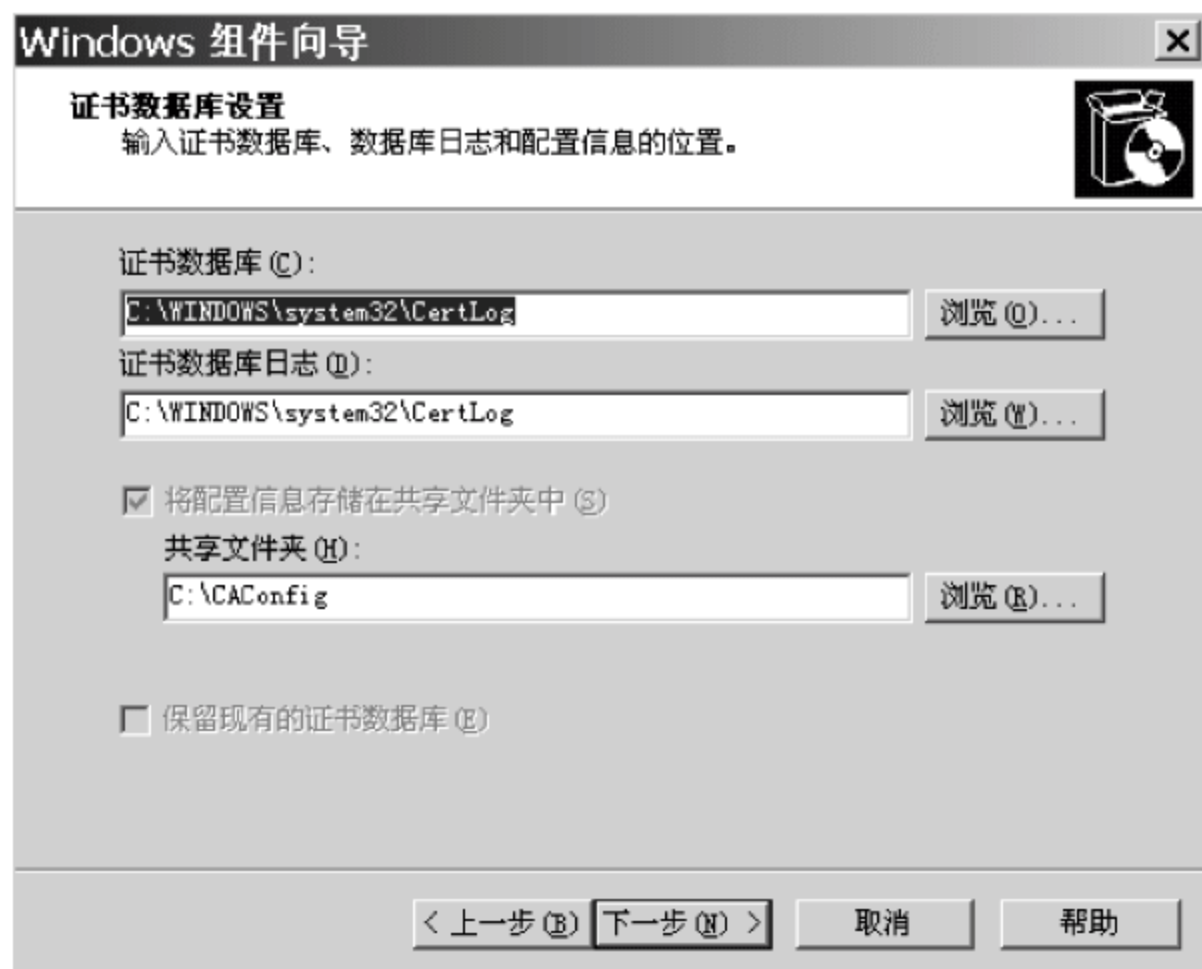 Windows 组件向导
证书数据库设置
输入证书数据库、数据库日志和配置信息的位置。
证书数据库(C):
C:\WINDOWS\system32\CertLog
浏览(O)...
证书数据库日志(D):
C:\WINDOWS\system32\CertLog
浏览(W)...
将配置信息存储在共享文件夹中(S)
共享文件夹(H):
C:\CAConfig
浏览(R)...
保留现有的证书数据库(E)
< 上一步(B) 下一步(N) > 取消 帮助